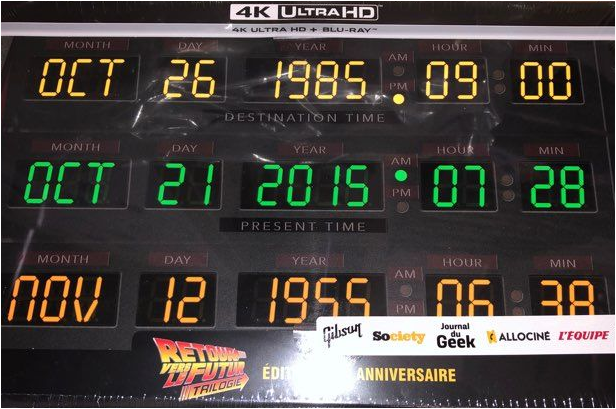 4K ULTRA HD™
4K ULTRA HD + BLU-RAY™
MONTH DAY YEAR AM HOUR MIN
OCT 26 1985 PM 09 00
DESTINATION TIME
MONTH DAY YEAR AM HOUR MIN
OCT 21 2015 PM 07 28
PRESENT TIME
MONTH DAY YEAR AM HOUR MIN
NOV 12 1955 PM 06 38
Gibson Society Journal du Geek ALLOCINÉ L'ÉQUIPE
RETOUR
VERS LE FUTUR
TRILOGIE
ANNIVERSAIRE